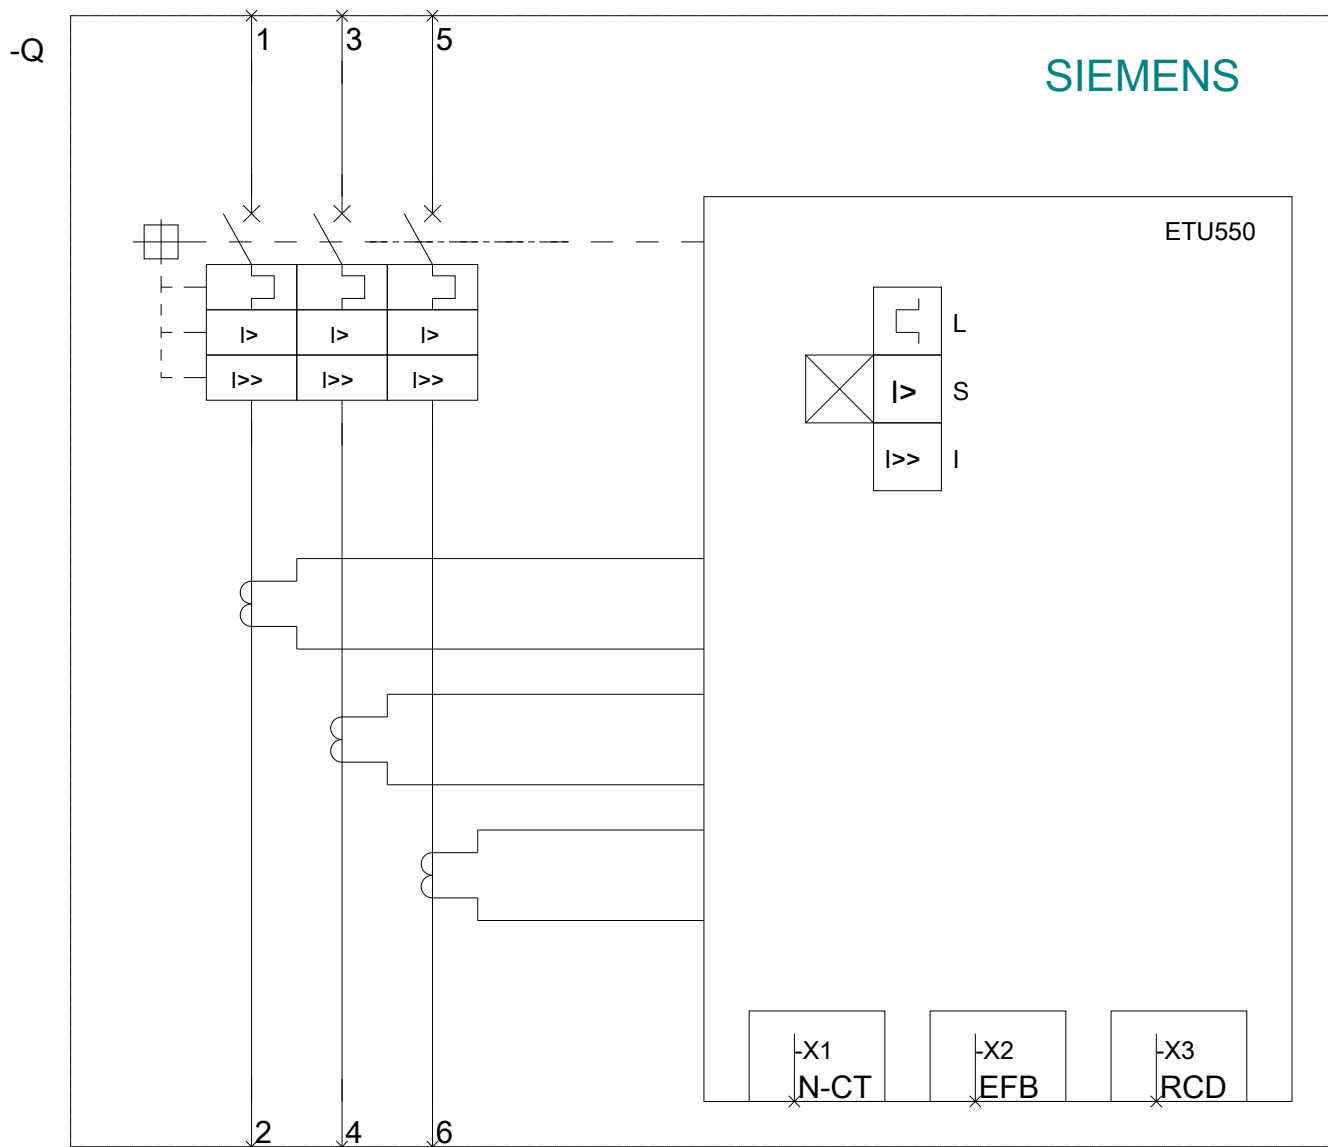 1 3 5
-Q
SIEMENS
ETU550
L
I> I> I>
I>> I>> I>>
I> S
I>> I
-X1 -X2 -X3
N-CT EFB RCD
2 4 6